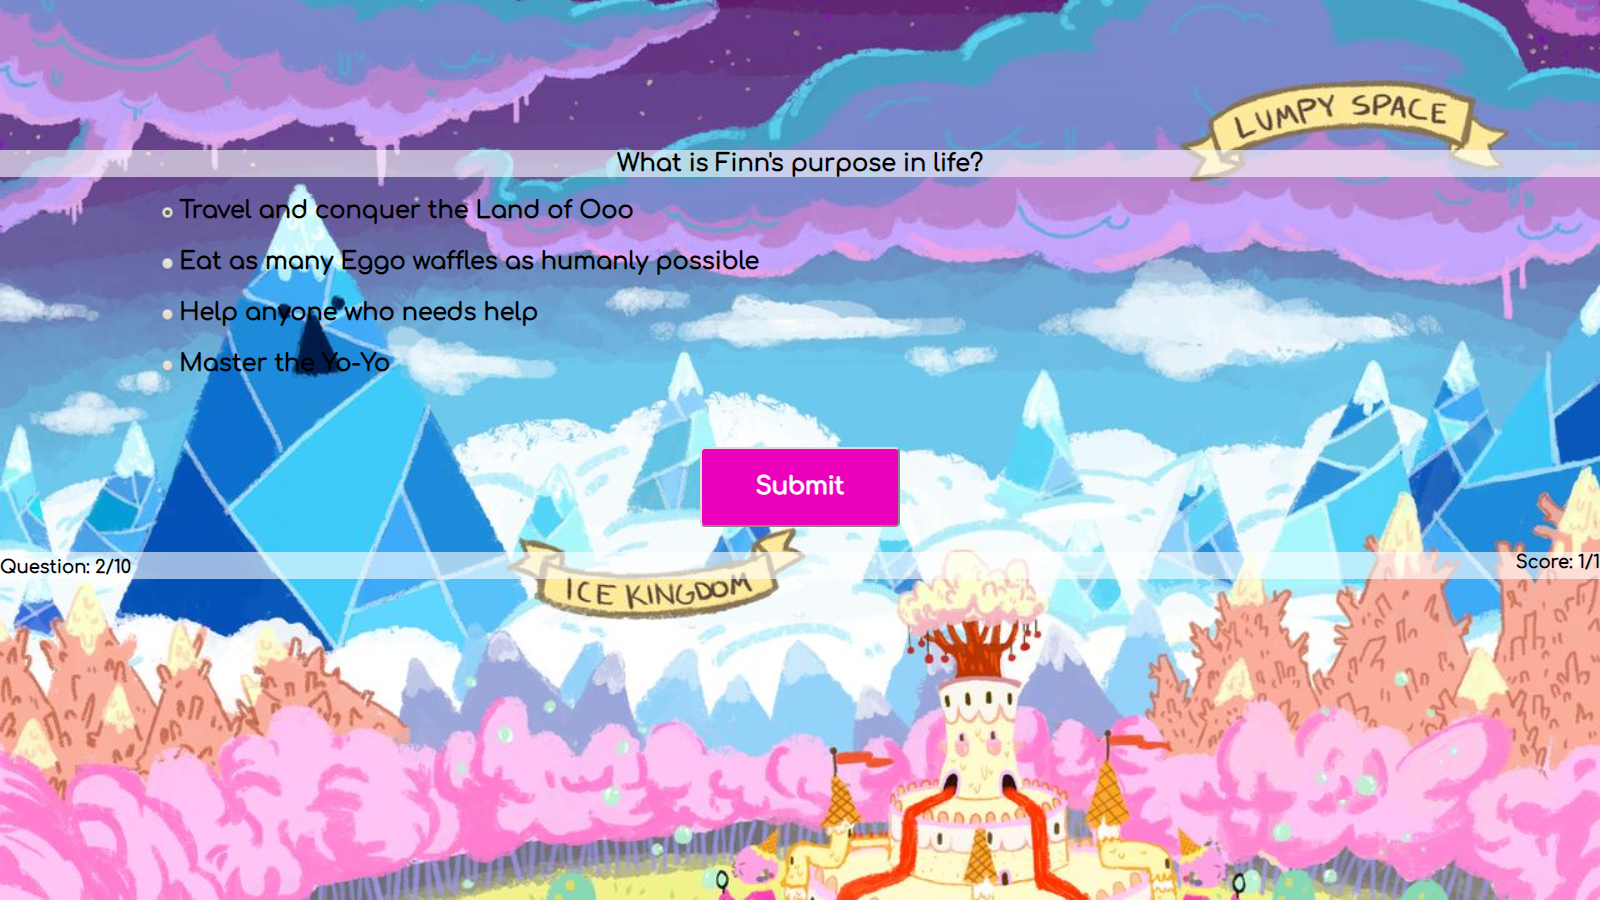 LUMPY SPACE
What is Finn's purpose in life?
Travel and conquer the Land of Ooo
Eat as many Eggo waffles as humanly possible
Help anyone who needs help
Master the Yo-Yo
Submit
Question: 2/10
Score: 1/1
ICE KINGDOM